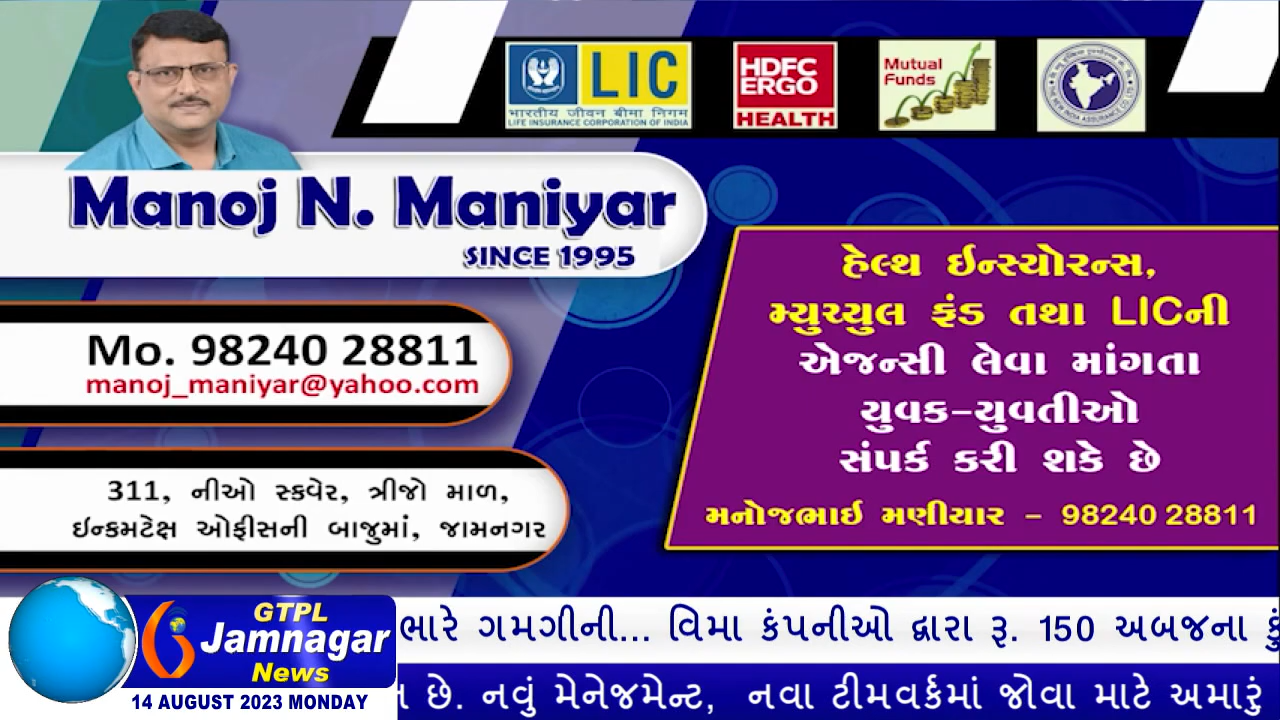 LIC
भारतीय जीवन बीमा निगम
LIFE INSURANCE CORPORATION OF INDIA
HDFC
ERGO
HEALTH
Mutual
Funds
Manoj N. Maniyar
SINCE 1995
Mo. 98240 28811
manoj_maniyar@yahoo.com
311, નીઓ સ્કવેર, ત્રીજો માળ,
ઇન્કમટેક્ષ ઓફીસની બાજુમાં, જામનગર
હેલ્થ ઇન્સ્યોરન્સ,
મ્યુચ્યુલ ફંડ તથા LICની
એજન્સી લેવા માંગતા
યુવક-યુવતીઓ
સંપર્ક કરી શકે છે
મનોજભાઇ મણીયાર - 98240 28811
GTPL
Jamnagar
News
14 AUGUST 2023 MONDAY
ભારે ગમગીની... વિમા કંપનીઓ દ્વારા રૂ. 150 અબજના
છે. નવું મેનેજમેન્ટ, નવા ટીમવર્કમાં જોવા માટે અમારું